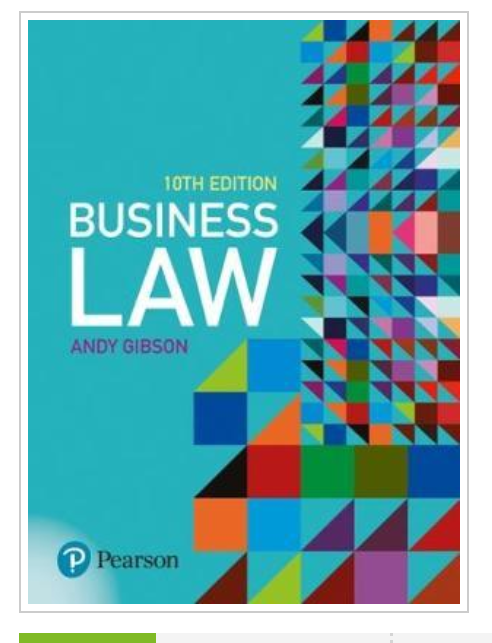 10TH EDITION
BUSINESS
LAW
ANDY GIBSON
P Pearson